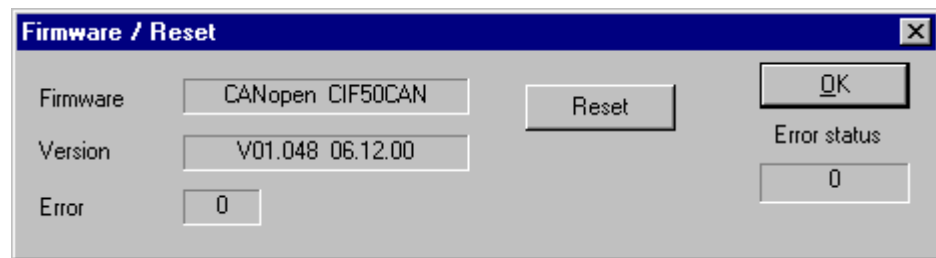 Firmware / Reset
Firmware
CANopen CIF50CAN
Reset
OK
Version
V01.048 06.12.00
Error status
0
Error
0